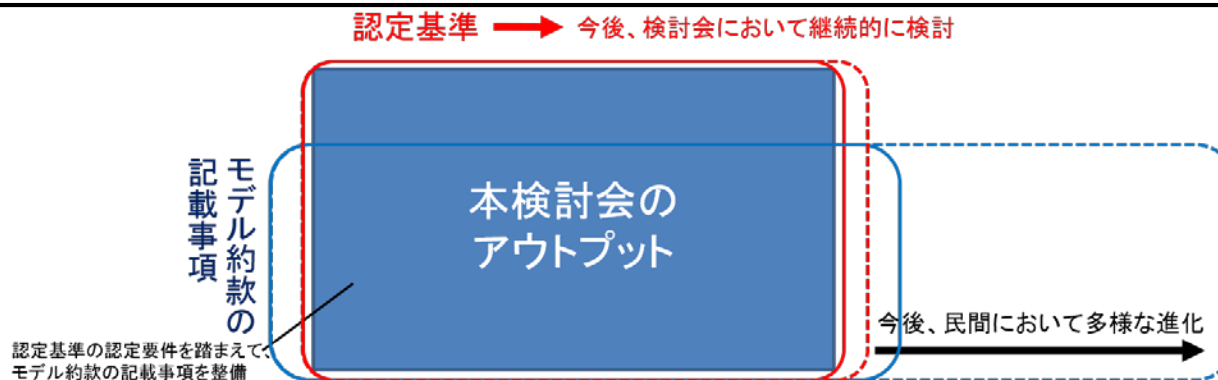 認定基準
今後、検討会において継続的に検討
モデル約款の
記載事項
本検討会の
アウトプット
今後、民間において多様な進化
認定基準の認定要件を踏まえて、
モデル約款の記載事項を整備